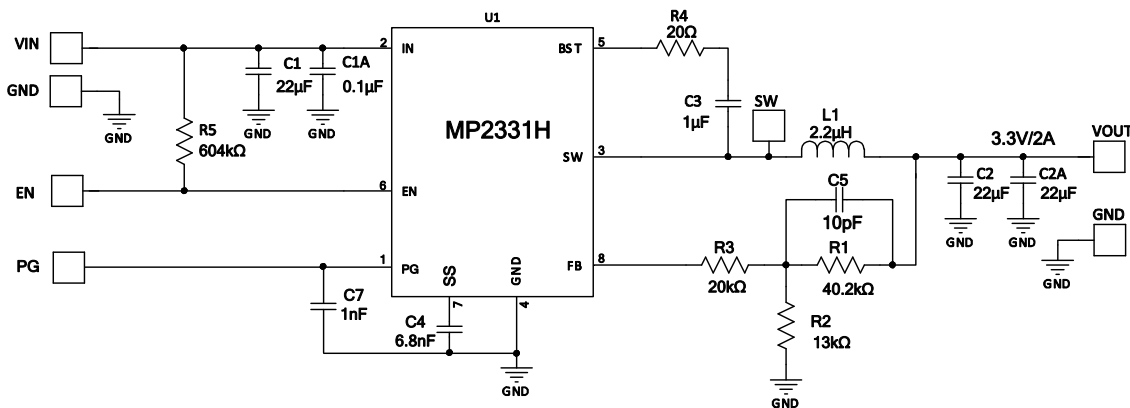 U1
R4
20Ω
VIN
2
IN
BST
5
C1
22µF
C1A
0.1µF
GND
GND
GND
GND
C3
1µF
SW
L1
2.2µH
MP2331H
R5
604kΩ
SW
3
3.3V/2A
VOUT
EN
6
EN
C5
10pF
C2
22µF
C2A
22µF
GND
GND
GND
PG
1
PG
SS
GND
FB
8
R3
20kΩ
R1
40.2kΩ
GND
C7
1nF
7
4
C4
6.8nF
R2
13kΩ
GND
GND